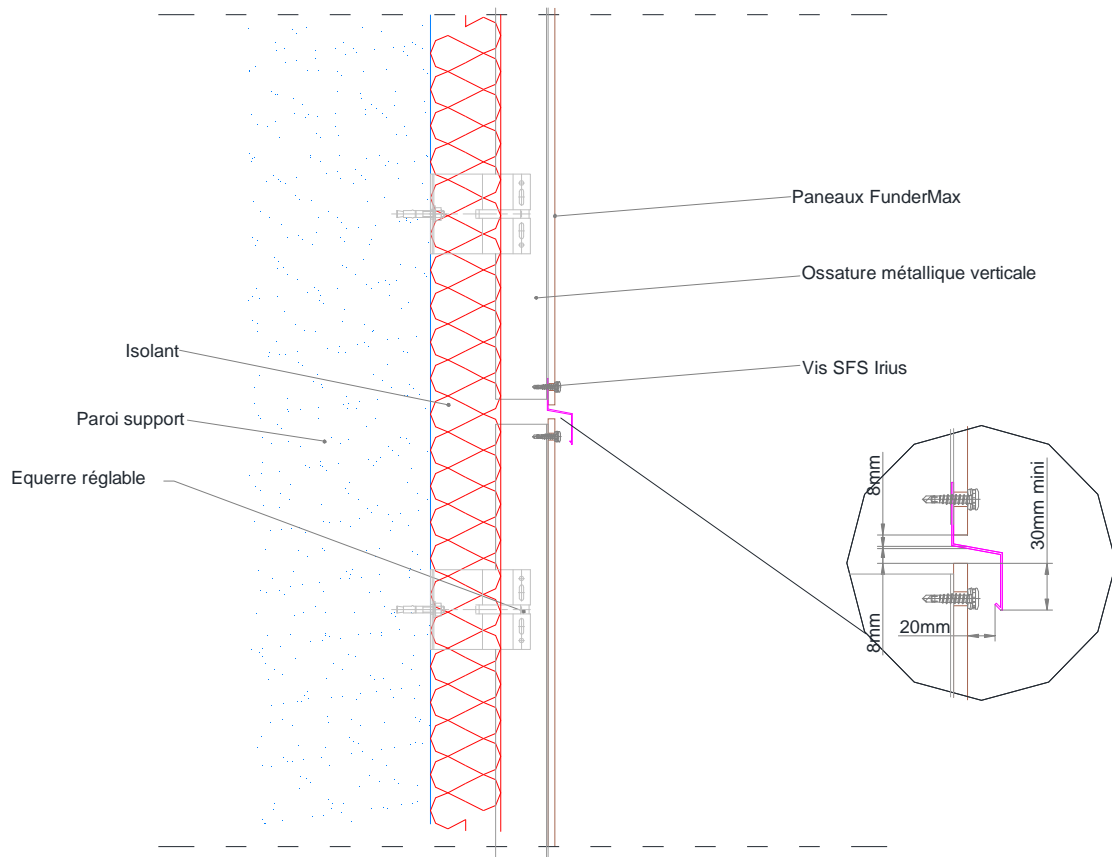 Paneaux FunderMax
Ossature métallique verticale
Isolant
Vis SFS Irius
Paroi support
Equerre réglable
8mm
30mm mini
20mm
8mm